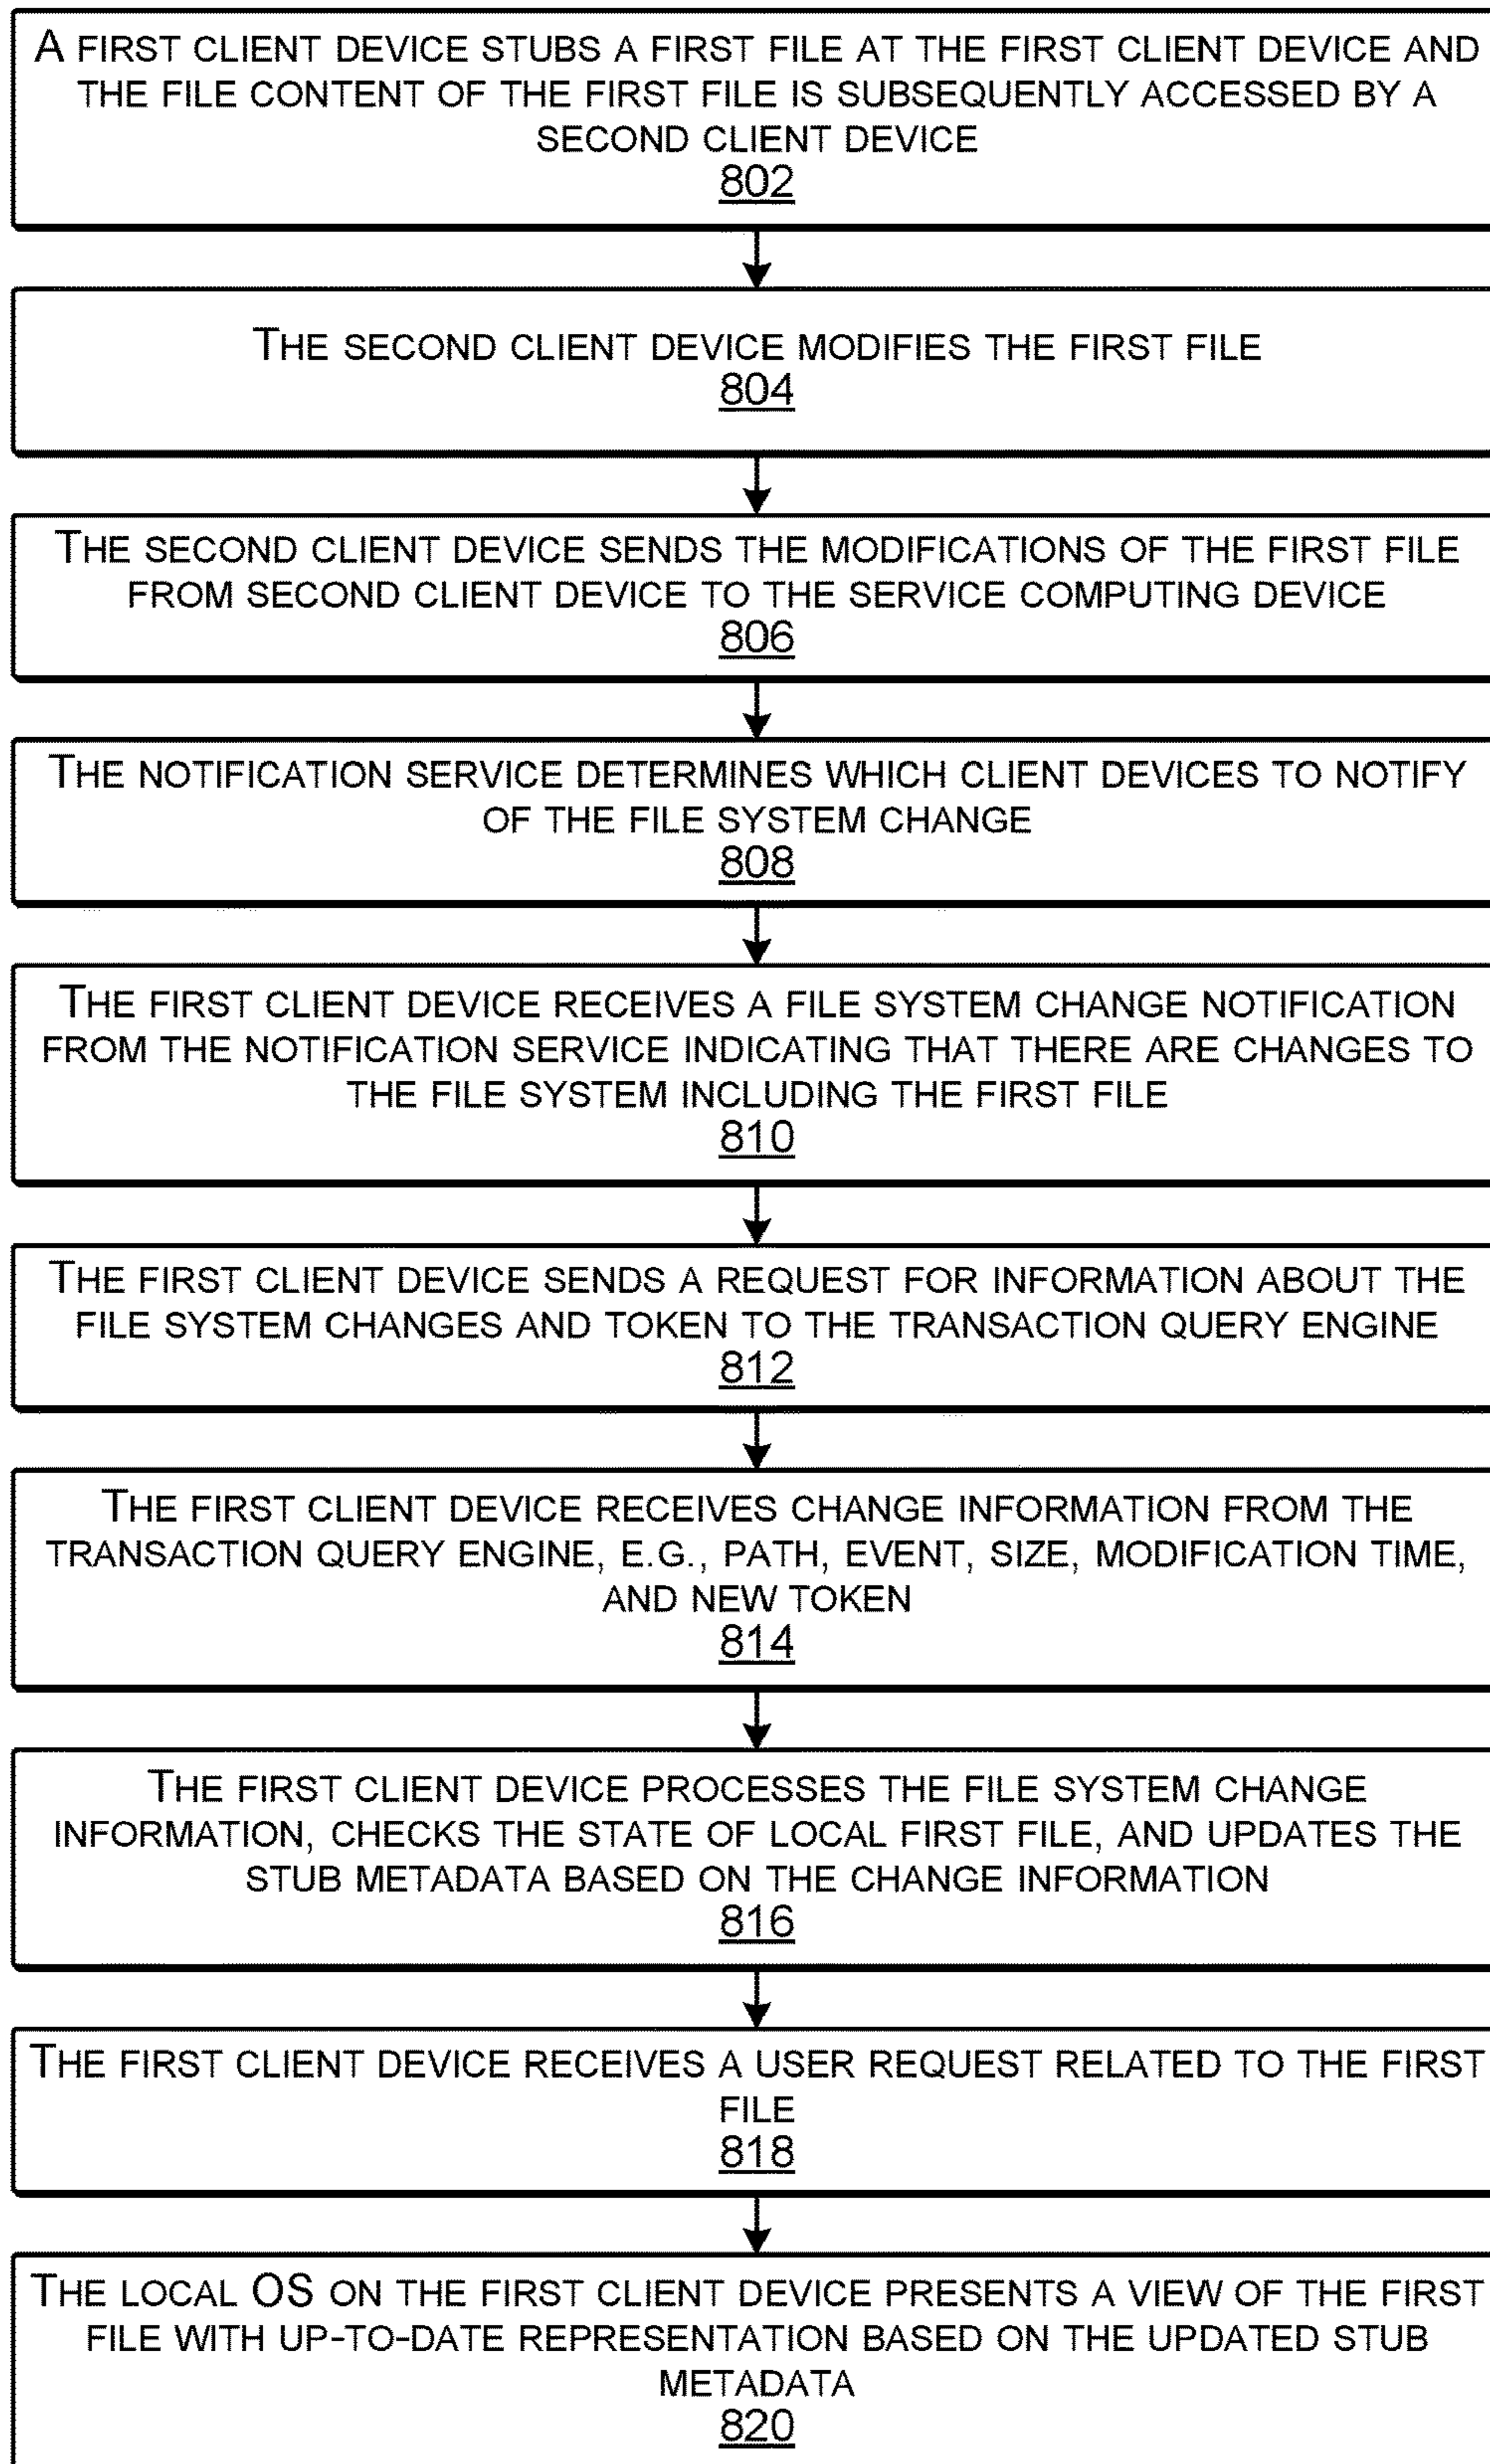 A FIRST CLIENT DEVICE STUBS A FIRST FILE AT THE FIRST CLIENT DEVICE AND
THE FILE CONTENT OF THE FIRST FILE IS SUBSEQUENTLY ACCESSED BY A
SECOND CLIENT DEVICE
802
THE SECOND CLIENT DEVICE MODIFIES THE FIRST FILE
804
THE SECOND CLIENT DEVICE SENDS THE MODIFICATIONS OF THE FIRST FILE
FROM SECOND CLIENT DEVICE TO THE SERVICE COMPUTING DEVICE
806
THE NOTIFICATION SERVICE DETERMINES WHICH CLIENT DEVICES TO NOTIFY
OF THE FILE SYSTEM CHANGE
808
THE FIRST CLIENT DEVICE RECEIVES A FILE SYSTEM CHANGE NOTIFICATION
FROM THE NOTIFICATION SERVICE INDICATING THAT THERE ARE CHANGES TO
THE FILE SYSTEM INCLUDING THE FIRST FILE
810
THE FIRST CLIENT DEVICE SENDS A REQUEST FOR INFORMATION ABOUT THE
FILE SYSTEM CHANGES AND TOKEN TO THE TRANSACTION QUERY ENGINE
812
THE FIRST CLIENT DEVICE RECEIVES CHANGE INFORMATION FROM THE
TRANSACTION QUERY ENGINE, E.G., PATH, EVENT, SIZE, MODIFICATION TIME,
AND NEW TOKEN
814
THE FIRST CLIENT DEVICE PROCESSES THE FILE SYSTEM CHANGE
INFORMATION, CHECKS THE STATE OF LOCAL FIRST FILE, AND UPDATES THE
STUB METADATA BASED ON THE CHANGE INFORMATION
816
THE FIRST CLIENT DEVICE RECEIVES A USER REQUEST RELATED TO THE FIRST
FILE
818
THE LOCAL OS ON THE FIRST CLIENT DEVICE PRESENTS A VIEW OF THE FIRST
FILE WITH UP-TO-DATE REPRESENTATION BASED ON THE UPDATED STUB
METADATA
820